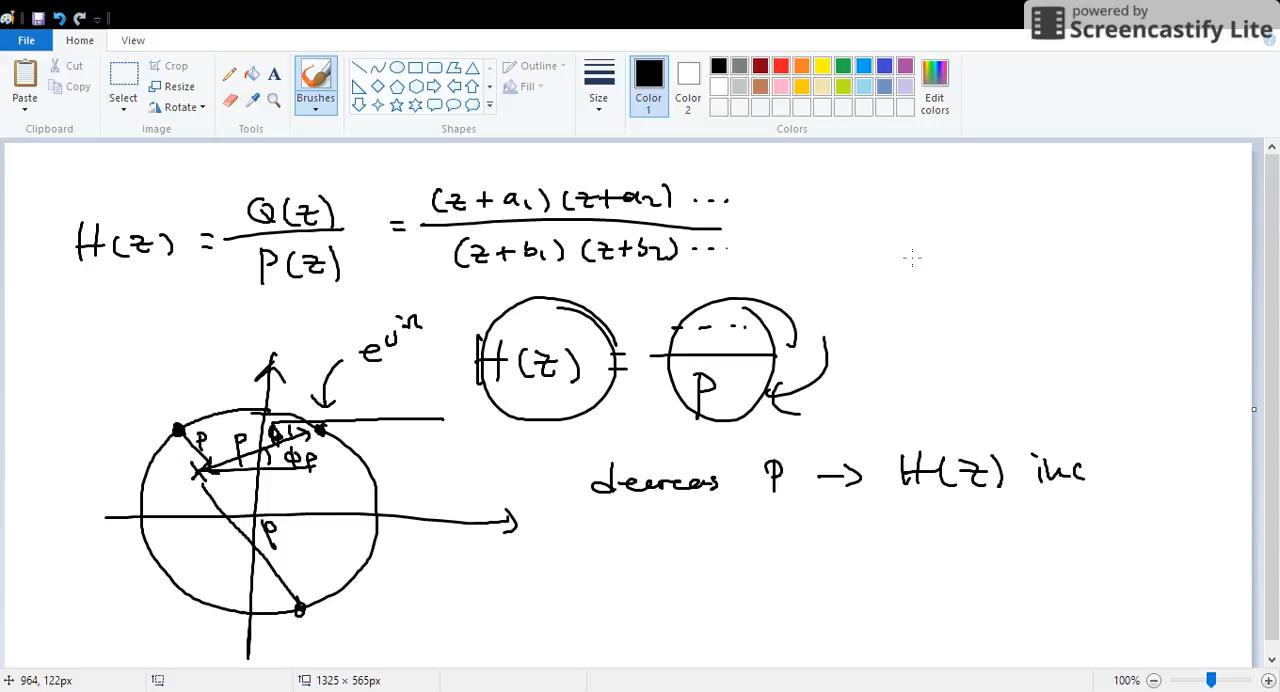 powered by
Screencastify Lite
File Home View
Paste Cut Copy Clipboard
Select Crop Resize Rotate Image
Tools
Brushes
Outline Fill Shapes
Size
Color 1 Color 2 Edit colors Colors
H(z) = Q(z) / P(z) = (z+a1) (z+a2) ... / (z+b1) (z+b2) ...
e^jΩ
H(z) = --- / P
P P ϕ ϕP
P
decreas P → H(z) inc
964, 122px 1325 × 565px 100%